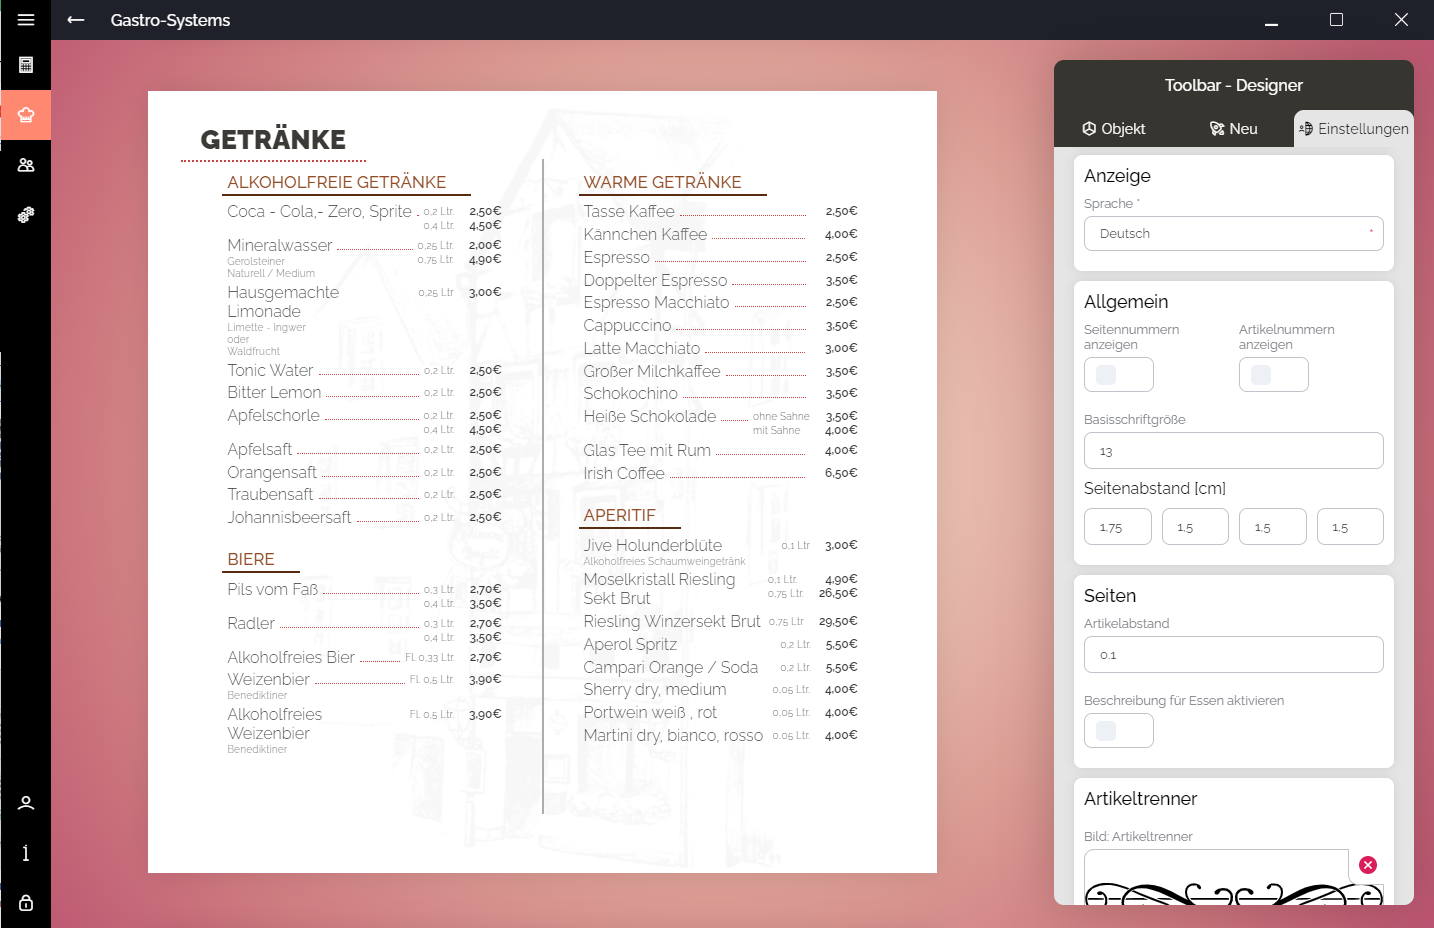 Gastro-Systems
GETRÄNKE
ALKOHOLFREIE GETRÄNKE
Coca - Cola,- Zero, Sprite . 0,2 Ltr. 2,50€
0,4 Ltr. 4,50€
Mineralwasser 0,25 Ltr. 2,00€
Gerolsteiner 0,75 Ltr. 4,90€
Naturell / Medium
Hausgemachte 0,25 Ltr 3,00€
Limonade
Limette - Ingwer
oder
Waldfrucht
Tonic Water 0,2 Ltr. 2,50€
Bitter Lemon 0,2 Ltr. 2,50€
Apfelschorle 0,2 Ltr. 2,50€
0,4 Ltr. 4,50€
Apfelsaft 0,2 Ltr. 2,50€
Orangensaft 0,2 Ltr. 2,50€
Traubensaft 0,2 Ltr. 2,50€
Johannisbeersaft 0,2 Ltr. 2,50€
BIERE
Pils vom Faß 0,3 Ltr. 2,70€
0,4 Ltr. 3,50€
Radler 0,3 Ltr. 2,70€
0,4 Ltr. 3,50€
Alkoholfreies Bier Fl. 0,33 Ltr. 2,70€
Weizenbier Fl. 0,5 Ltr. 3,90€
Benediktiner
Alkoholfreies Fl. 0,5 Ltr. 3,90€
Weizenbier
Benediktiner
WARME GETRÄNKE
Tasse Kaffee 2,50€
Kännchen Kaffee 4,00€
Espresso 2,50€
Doppelter Espresso 3,50€
Espresso Macchiato 2,50€
Cappuccino 3,50€
Latte Macchiato 3,00€
Großer Milchkaffee 3,50€
Schokochino 3,50€
Heiße Schokolade ohne Sahne 3,50€
mit Sahne 4,00€
Glas Tee mit Rum 4,00€
Irish Coffee 6,50€
APERITIF
Jive Holunderblüte 0,1 Ltr 3,00€
Alkoholfreies Schaumweingetränk
Moselkristall Riesling 0,1 Ltr. 4,90€
Sekt Brut 0,75 Ltr. 26,50€
Riesling Winzersekt Brut 0,75 Ltr 29,50€
Aperol Spritz 0,2 Ltr. 5,50€
Campari Orange / Soda 0,2 Ltr. 5,50€
Sherry dry, medium 0,05 Ltr. 4,00€
Portwein weiß , rot 0,05 Ltr. 4,00€
Martini dry, bianco, rosso 0,05 Ltr. 4,00€
Toolbar - Designer
Objekt Neu Einstellungen
Anzeige
Sprache *
Deutsch *
Allgemein
Seitennummern Artikelnummern
anzeigen anzeigen
Basisschriftgröße
13
Seitenabstand [cm]
1,75 1,5 1,5 1,5
Seiten
Artikelabstand
0.1
Beschreibung für Essen aktivieren
Artikeltrenner
Bild: Artikeltrenner